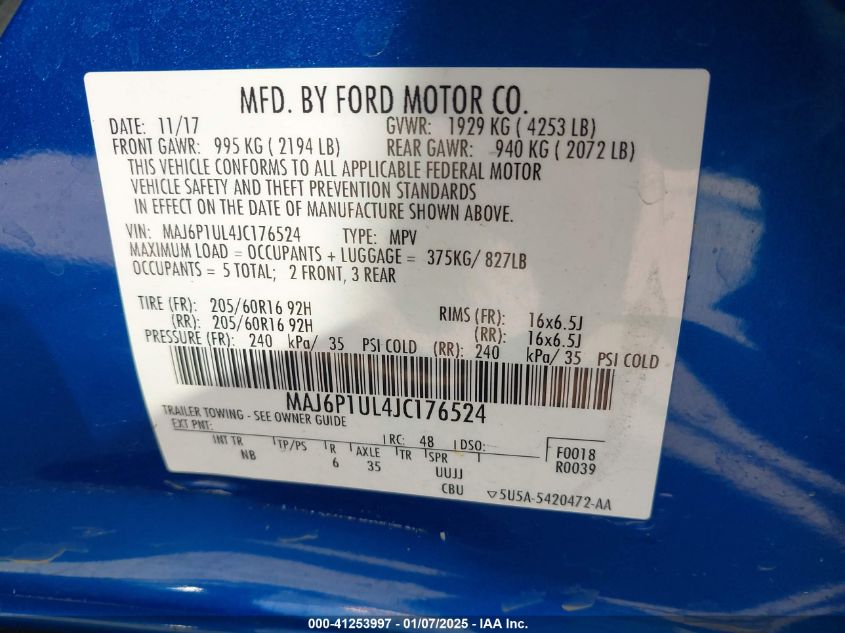 MFD. BY FORD MOTOR CO.
DATE: 11/17 GVWR: 1929 KG ( 4253 LB)
FRONT GAWR: 995 KG ( 2194 LB) REAR GAWR: 940 KG ( 2072 LB)
THIS VEHICLE CONFORMS TO ALL APPLICABLE FEDERAL MOTOR
VEHICLE SAFETY AND THEFT PREVENTION STANDARDS
IN EFFECT ON THE DATE OF MANUFACTURE SHOWN ABOVE.
VIN: MAJ6P1UL4JC176524 TYPE: MPV
MAXIMUM LOAD = OCCUPANTS + LUGGAGE = 375KG/ 827LB
OCCUPANTS = 5 TOTAL; 2 FRONT, 3 REAR
TIRE (FR): 205/60R16 92H RIMS (FR): 16x6.5J
(RR): 205/60R16 92H (RR): 16x6.5J
PRESSURE (FR): 240 kPa/ 35 PSI COLD (RR): 240 kPa/ 35 PSI COLD
MAJ6P1UL4JC176524
TRAILER TOWING - SEE OWNER GUIDE
EXT PNT: RC: 48 DSO: F0018
INT TR TP/PS R AXLE TR SPR R0039
NB 6 35 UUJJ
CBU ▽5U5A-5420472-AA
000-41253997 - 01/07/2025 - IAA Inc.